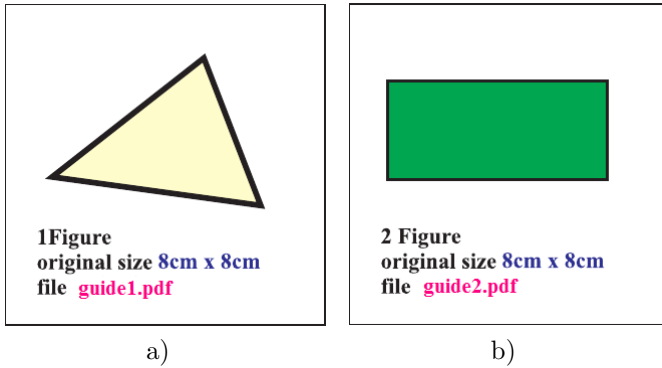 1Figure
original size 8cm x 8cm
file guide1.pdf
a)
2 Figure
original size 8cm x 8cm
file guide2.pdf
b)